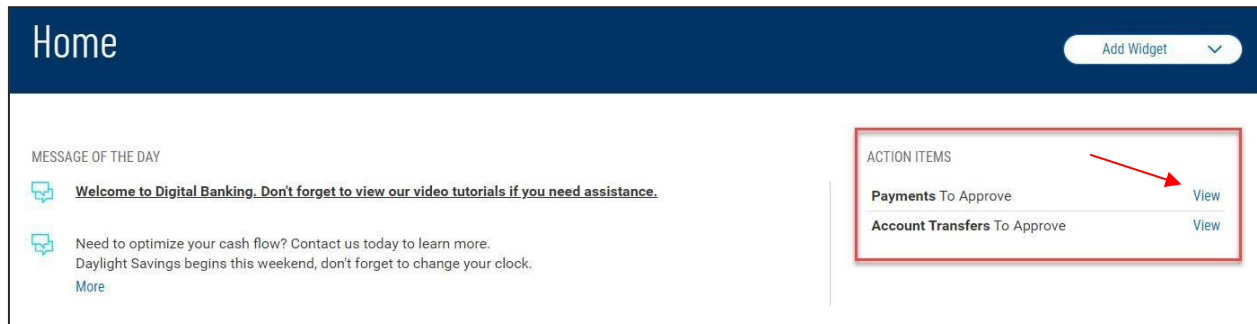 Home
Add Widget
MESSAGE OF THE DAY
Welcome to Digital Banking. Don't forget to view our video tutorials if you need assistance.
Need to optimize your cash flow? Contact us today to learn more.
Daylight Savings begins this weekend, don't forget to change your clock.
More
ACTION ITEMS
Payments To Approve View
Account Transfers To Approve View